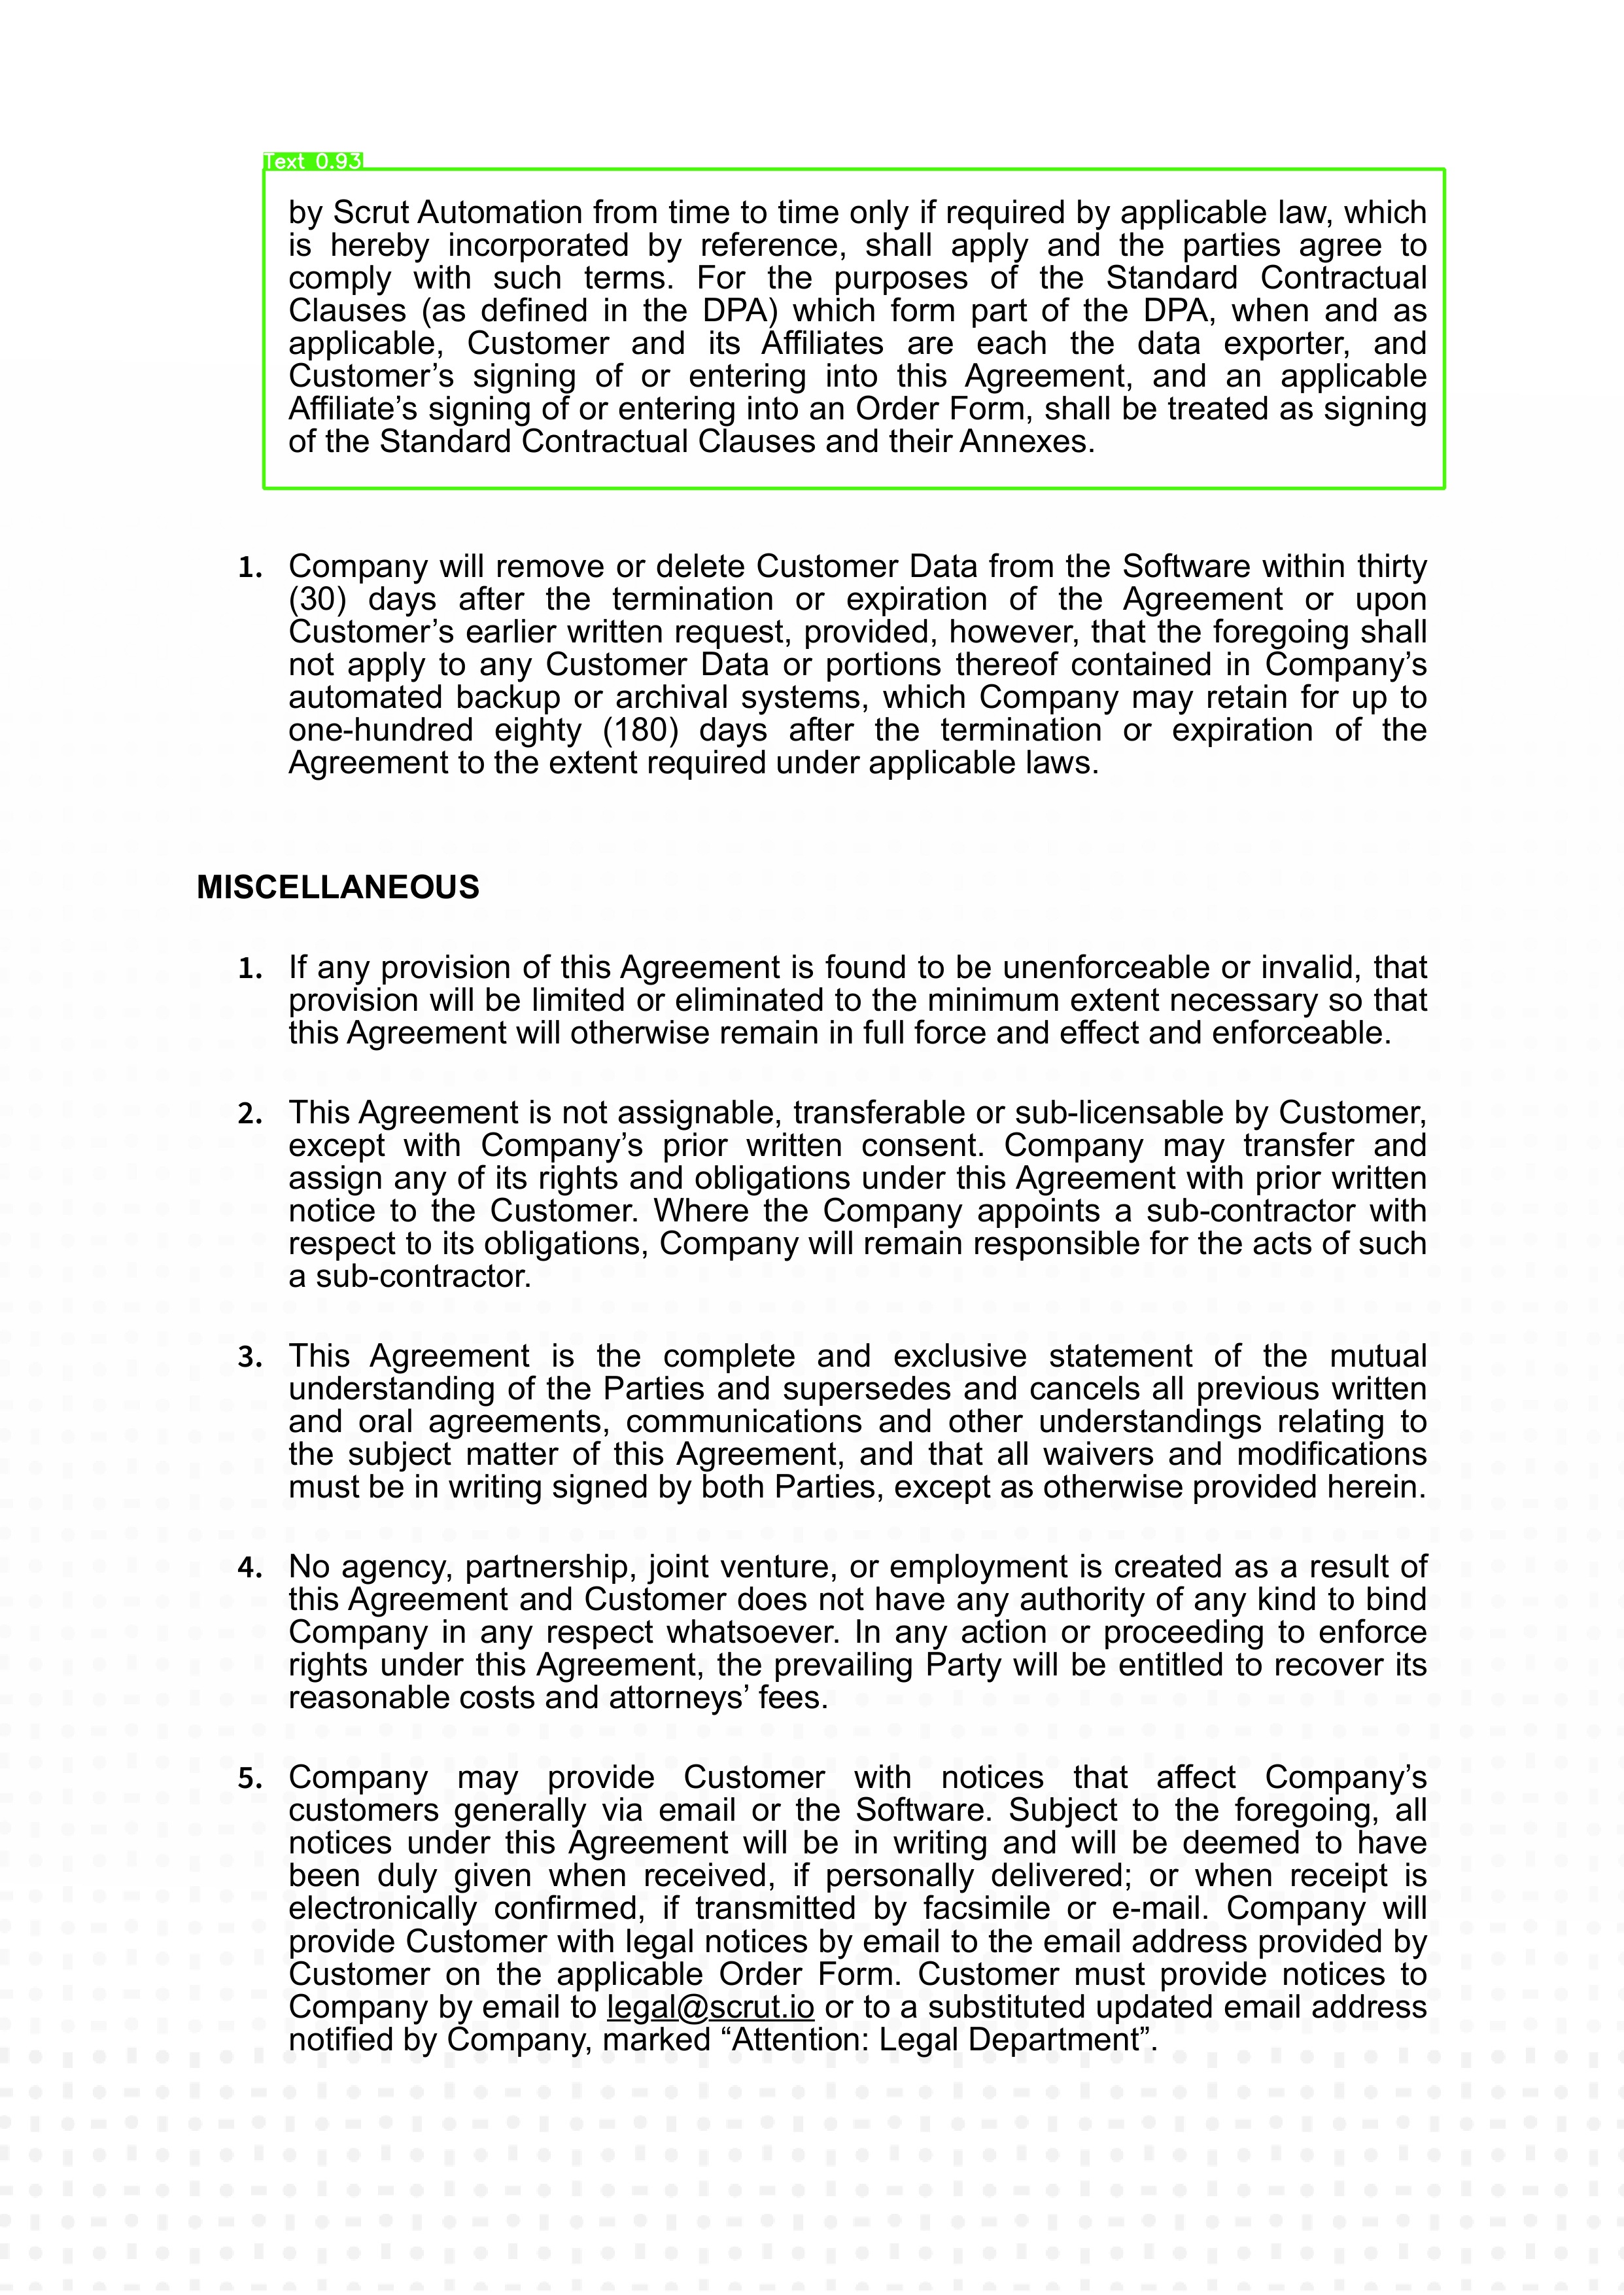 Text 0.93
by Scrut Automation from time to time only if required by applicable law, which
is hereby incorporated by reference, shall apply and the parties agree to
comply with such terms. For the purposes of the Standard Contractual
Clauses (as defined in the DPA) which form part of the DPA, when and as
applicable, Customer and its Affiliates are each the data exporter, and
Customer’s signing of or entering into this Agreement, and an applicable
Affiliate’s signing of or entering into an Order Form, shall be treated as signing
of the Standard Contractual Clauses and their Annexes.
1. Company will remove or delete Customer Data from the Software within thirty
(30) days after the termination or expiration of the Agreement or upon
Customer’s earlier written request, provided, however, that the foregoing shall
not apply to any Customer Data or portions thereof contained in Company’s
automated backup or archival systems, which Company may retain for up to
one-hundred eighty (180) days after the termination or expiration of the
Agreement to the extent required under applicable laws.
MISCELLANEOUS
1. If any provision of this Agreement is found to be unenforceable or invalid, that
provision will be limited or eliminated to the minimum extent necessary so that
this Agreement will otherwise remain in full force and effect and enforceable.
2. This Agreement is not assignable, transferable or sub-licensable by Customer,
except with Company’s prior written consent. Company may transfer and
assign any of its rights and obligations under this Agreement with prior written
notice to the Customer. Where the Company appoints a sub-contractor with
respect to its obligations, Company will remain responsible for the acts of such
a sub-contractor.
3. This Agreement is the complete and exclusive statement of the mutual
understanding of the Parties and supersedes and cancels all previous written
and oral agreements, communications and other understandings relating to
the subject matter of this Agreement, and that all waivers and modifications
must be in writing signed by both Parties, except as otherwise provided herein.
4. No agency, partnership, joint venture, or employment is created as a result of
this Agreement and Customer does not have any authority of any kind to bind
Company in any respect whatsoever. In any action or proceeding to enforce
rights under this Agreement, the prevailing Party will be entitled to recover its
reasonable costs and attorneys’ fees.
5. Company may provide Customer with notices that affect Company’s
customers generally via email or the Software. Subject to the foregoing, all
notices under this Agreement will be in writing and will be deemed to have
been duly given when received, if personally delivered; or when receipt is
electronically confirmed, if transmitted by facsimile or e-mail. Company will
provide Customer with legal notices by email to the email address provided by
Customer on the applicable Order Form. Customer must provide notices to
Company by email to legal@scrut.io or to a substituted updated email address
notified by Company, marked “Attention: Legal Department”.